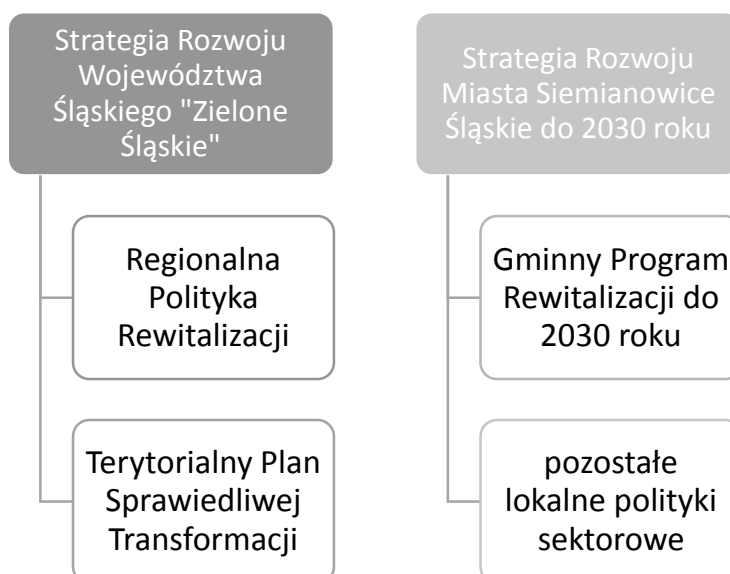 Strategia Rozwoju
Województwa
Śląskiego "Zielone
Śląskie"
Regionalna
Polityka
Rewitalizacji
Terytorialny Plan
Sprawiedliwej
Transformacji
Strategia Rozwoju
Miasta Siemianowice
Śląskie do 2030 roku
Gminny Program
Rewitalizacji do
2030 roku
pozostałe
lokalne polityki
sektorowe